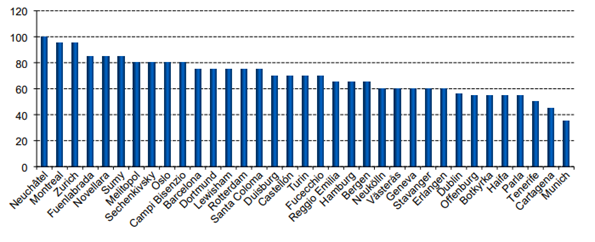 120
100
80
60
40
20
0
Neuchâtel
Montreal
Zurich
Fuenlabrada
Novellara
Sumy
Melitopol
Sechenkivsky
Oslo
Campi Bisenzio
Barcelona
Dortmund
Lewisham
Rotterdam
Santa Coloma
Duisburg
Castellón
Turin
Fucecchio
Reggio Emilia
Hamburg
Bergen
Neukölln
Västerås
Geneva
Stavanger
Erlangen
Dublin
Offenburg
Botkyrka
Haifa
Parla
Tenerife
Cartagena
Munich